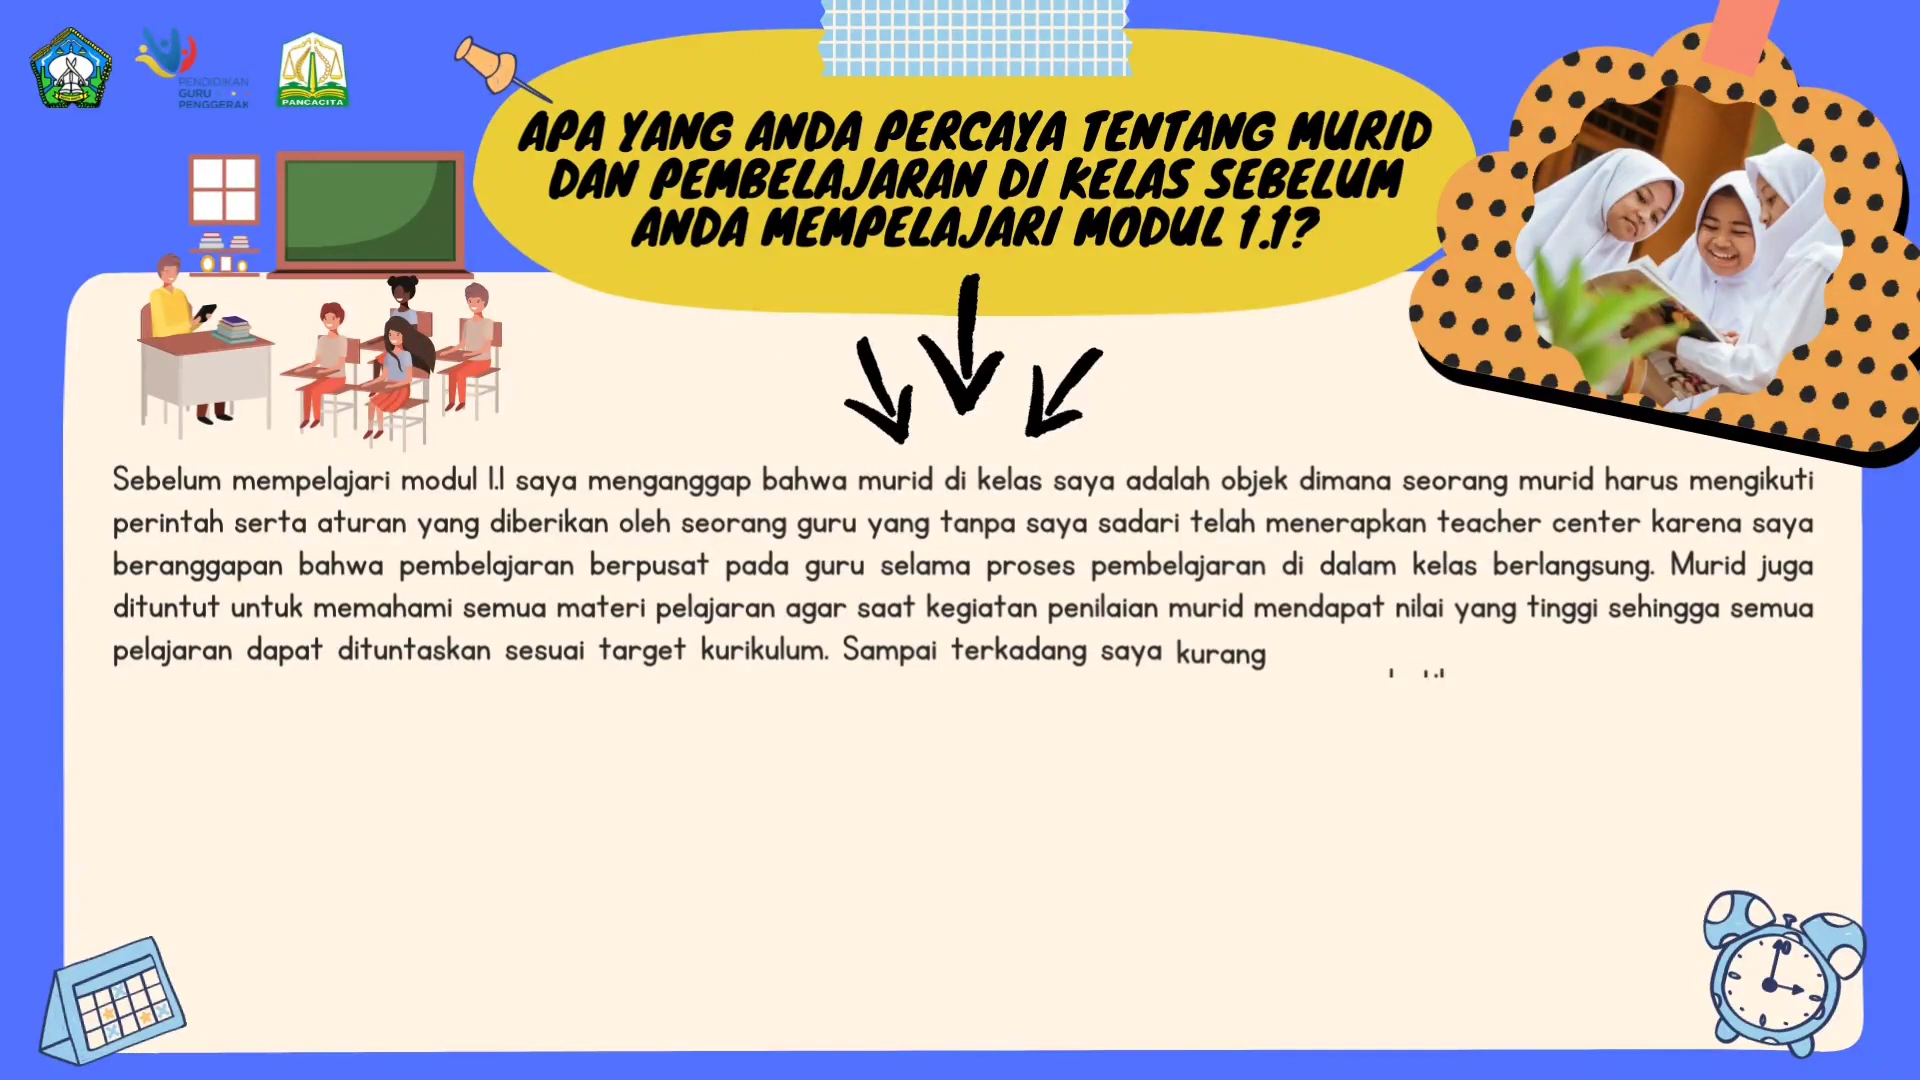 PENDIDIKAN
GURU
PENGGERAK
PANCACITA
APA YANG ANDA PERCAYA TENTANG MURID
DAN PEMBELAJARAN DI KELAS SEBELUM
ANDA MEMPELAJARI MODUL 1.1?
Sebelum mempelajari modul 1.1 saya menganggap bahwa murid di kelas saya adalah objek dimana seorang murid harus mengikuti
perintah serta aturan yang diberikan oleh seorang guru yang tanpa saya sadari telah menerapkan teacher center karena saya
beranggapan bahwa pembelajaran berpusat pada guru selama proses pembelajaran di dalam kelas berlangsung. Murid juga
dituntut untuk memahami semua materi pelajaran agar saat kegiatan penilaian murid mendapat nilai yang tinggi sehingga semua
pelajaran dapat dituntaskan sesuai target kurikulum. Sampai terkadang saya kurang